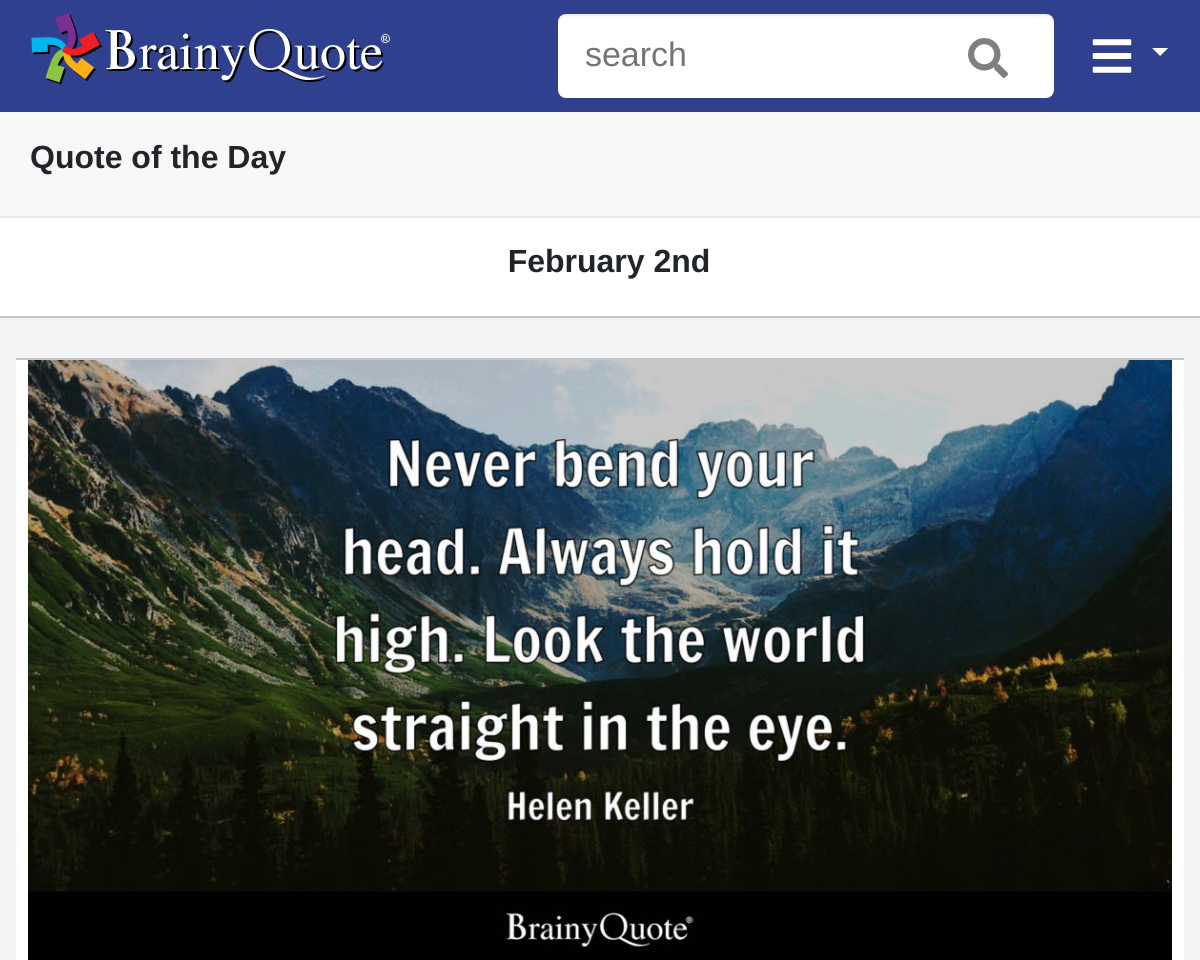 BrainyQuote®
search
Quote of the Day
February 2nd
Never bend your
head. Always hold it
high. Look the world
straight in the eye.
Helen Keller
BrainyQuote®